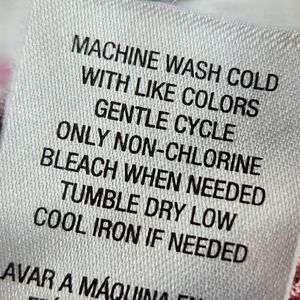 MACHINE WASH COLD
WITH LIKE COLORS
GENTLE CYCLE
ONLY NON-CHLORINE
BLEACH WHEN NEEDED
TUMBLE DRY LOW
COOL IRON IF NEEDED
AVAR A MÁQUINA